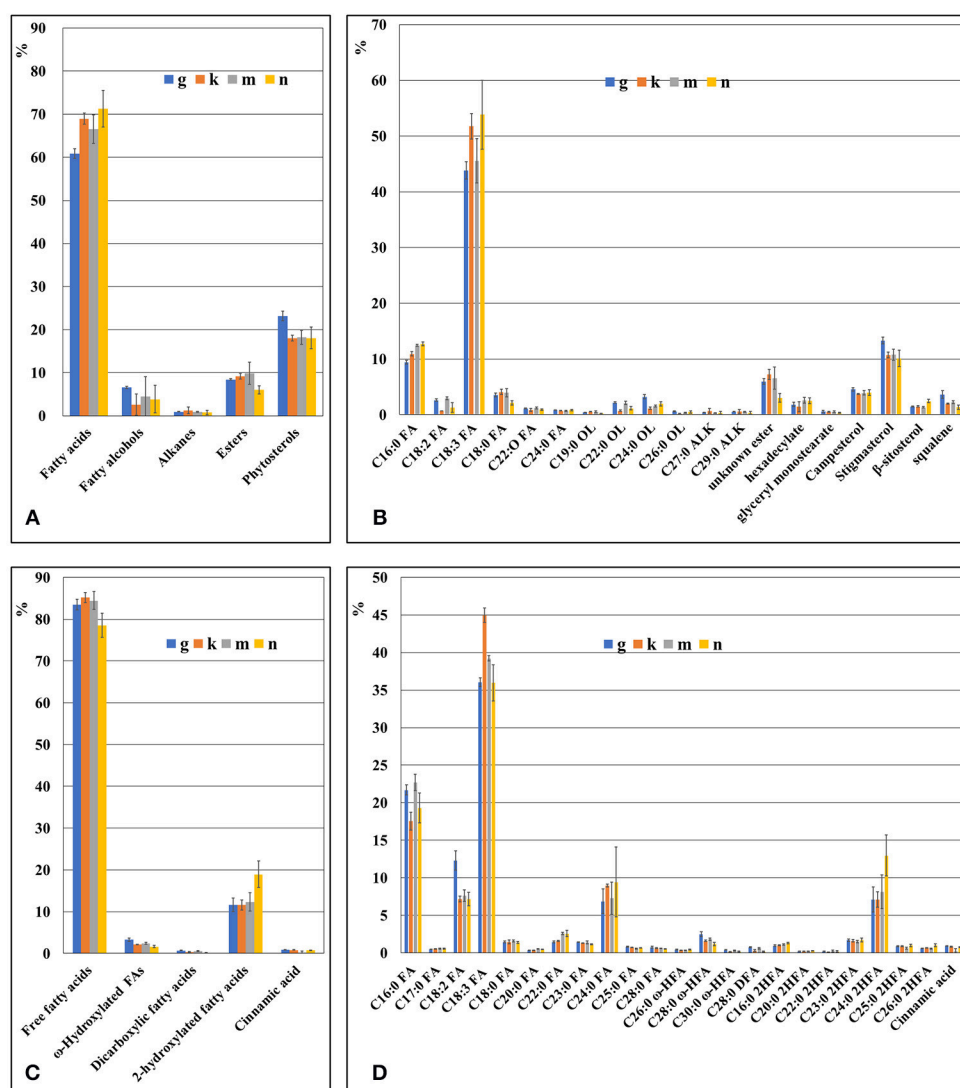 90
80
70
60
50
40
30
20
10
0
%
g k m n
Fatty acids
Fatty alcohols
Alkanes
Esters
Phytosterols
A
70
60
50
40
30
20
10
0
%
g k m n
C16:0 FA
C18:2 FA
C18:3 FA
C18:0 FA
C22:O FA
C24:0 FA
C19:0 OL
C22:0 OL
C24:0 OL
C26:0 OL
C27:0 ALK
C29:0 ALK
unknown ester
hexadecylate
glyceryl monostearate
Campesterol
Stigmasterol
β-sitosterol
squalene
B
90
80
70
60
50
40
30
20
10
0
%
g k m n
Free fatty acids
ω-Hydroxylated FAs
Dicarboxylic fatty acids
2-hydroxylated fatty acids
Cinnamic acid
C
50
45
40
35
30
25
20
15
10
5
0
%
g k m n
C16:0 FA
C17:0 FA
C18:2 FA
C18:3 FA
C18:0 FA
C20:0 FA
C22:0 FA
C23:0 FA
C24:0 FA
C25:0 FA
C28:0 FA
C26:0 ω-HFA
C28:0 ω-HFA
C30:0 ω-HFA
C28:0 DFA
C16:0 2HFA
C20:0 2HFA
C22:0 2HFA
C23:0 2HFA
C24:0 2HFA
C25:0 2HFA
C26:0 2HFA
Cinnamic acid
D